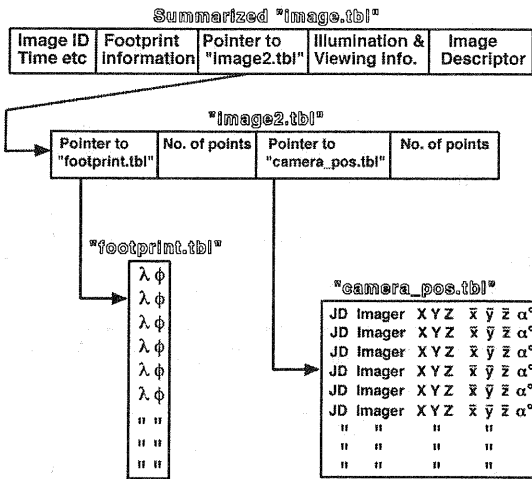 Summarized "image.tbl"
Image ID Time etc
Footprint information
Pointer to "image2.tbl"
Illumination & Viewing Info.
Image Descriptor
"image2.tbl"
Pointer to "footprint.tbl"
No. of points
Pointer to "camera_pos.tbl"
No. of points
"footprint.tbl"
λ φ
λ φ
λ φ
λ φ
λ φ
λ φ
" "
" "
" "
"camera_pos.tbl"
JD Imager X Y Z x̄ ȳ z̄ α°
JD Imager X Y Z x̄ ȳ z̄ α°
JD Imager X Y Z x̄ ȳ z̄ α°
JD Imager X Y Z x̄ ȳ z̄ α°
JD Imager X Y Z x̄ ȳ z̄ α°
JD Imager X Y Z x̄ ȳ z̄ α°
" " " "
" " " "
" " " "